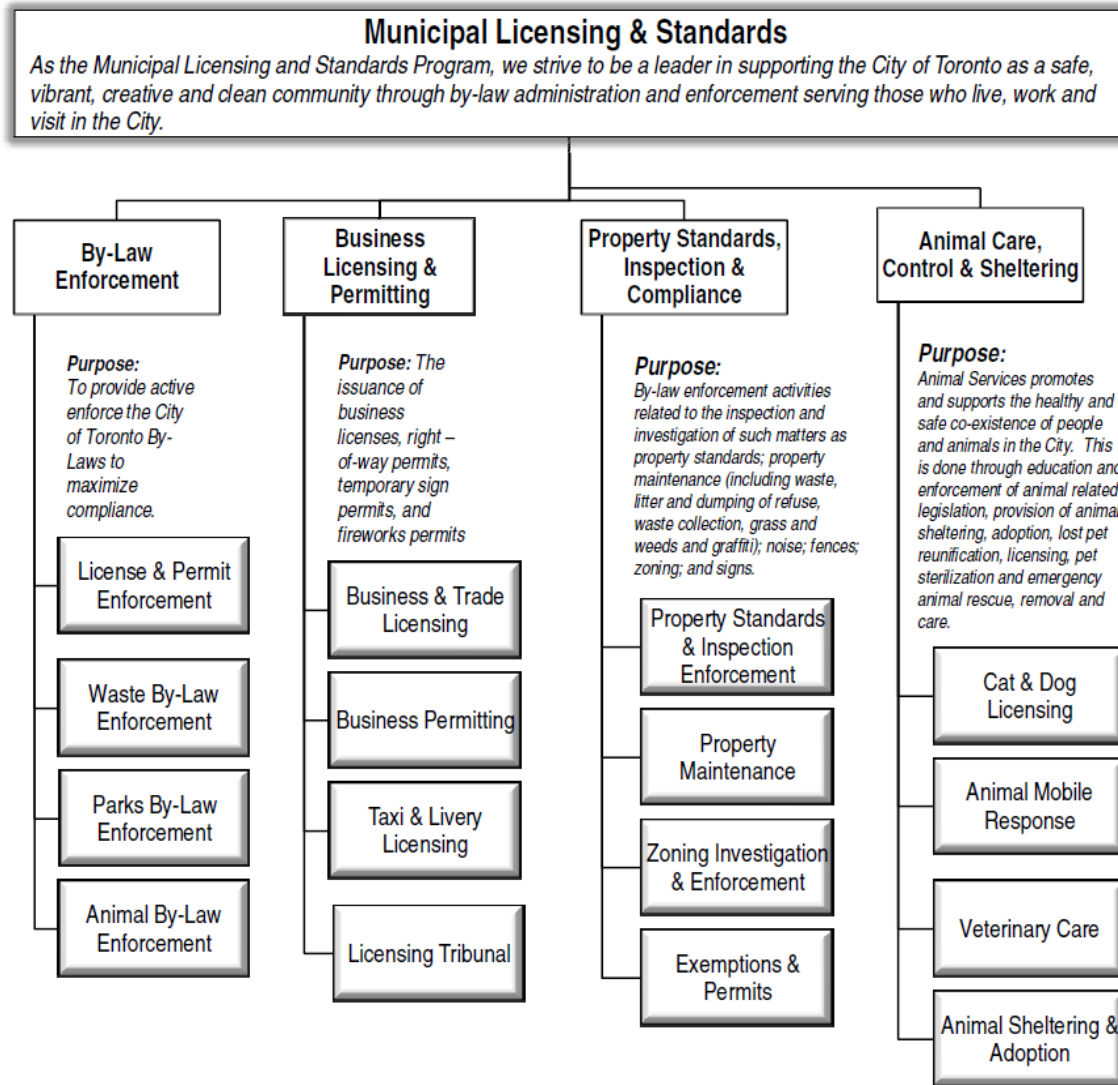 Municipal Licensing & Standards
As the Municipal Licensing and Standards Program, we strive to be a leader in supporting the City of Toronto as a safe,
vibrant, creative and clean community through by-law administration and enforcement serving those who live, work and
visit in the City.
By-Law
Enforcement
Purpose:
To provide active
enforce the City
of Toronto By-
Laws to
maximize
compliance.
License & Permit
Enforcement
Waste By-Law
Enforcement
Parks By-Law
Enforcement
Animal By-Law
Enforcement
Business
Licensing &
Permitting
Purpose: The
issuance of
business
licenses, right –
of-way permits,
temporary sign
permits, and
fireworks permits
Business & Trade
Licensing
Business Permitting
Taxi & Livery
Licensing
Licensing Tribunal
Property Standards,
Inspection &
Compliance
Purpose:
By-law enforcement activities
related to the inspection and
investigation of such matters as
property standards; property
maintenance (including waste,
litter and dumping of refuse,
waste collection, grass and
weeds and graffiti); noise; fences;
zoning; and signs.
Property Standards
& Inspection
Enforcement
Property
Maintenance
Zoning Investigation
& Enforcement
Exemptions &
Permits
Animal Care,
Control & Sheltering
Purpose:
Animal Services promotes
and supports the healthy and
safe co-existence of people
and animals in the City. This
is done through education and
enforcement of animal related
legislation, provision of animal
sheltering, adoption, lost pet
reunification, licensing, pet
sterilization and emergency
animal rescue, removal and
care.
Cat & Dog
Licensing
Animal Mobile
Response
Veterinary Care
Animal Sheltering &
Adoption